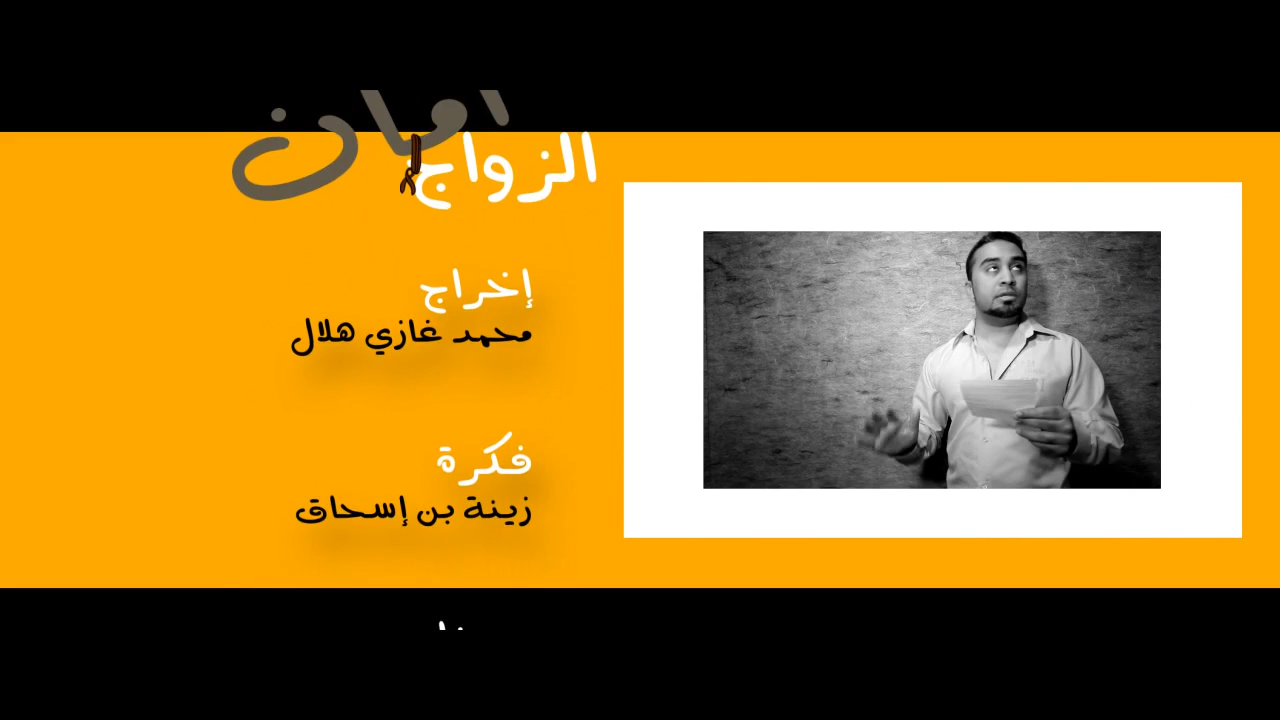 الزواج
إخراج
محمد غازي هلال
فكرة
زينة بن إسحاق